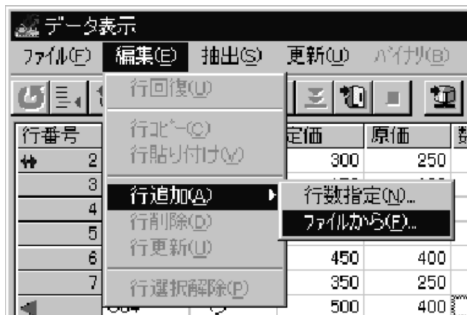 データ表示
ファイル(F) 編集(E) 抽出(S) 更新(U) バイナリ(B)
行回復(U)
行コピー(C)
行貼り付け(V)
行追加(A)
行削除(D)
行更新(U)
行選択解除(P)
行数指定(N)...
ファイルから(F)...
行番号 定価 原価
2 300 250
3
4
5
6 450 400
7 350 250
500 400